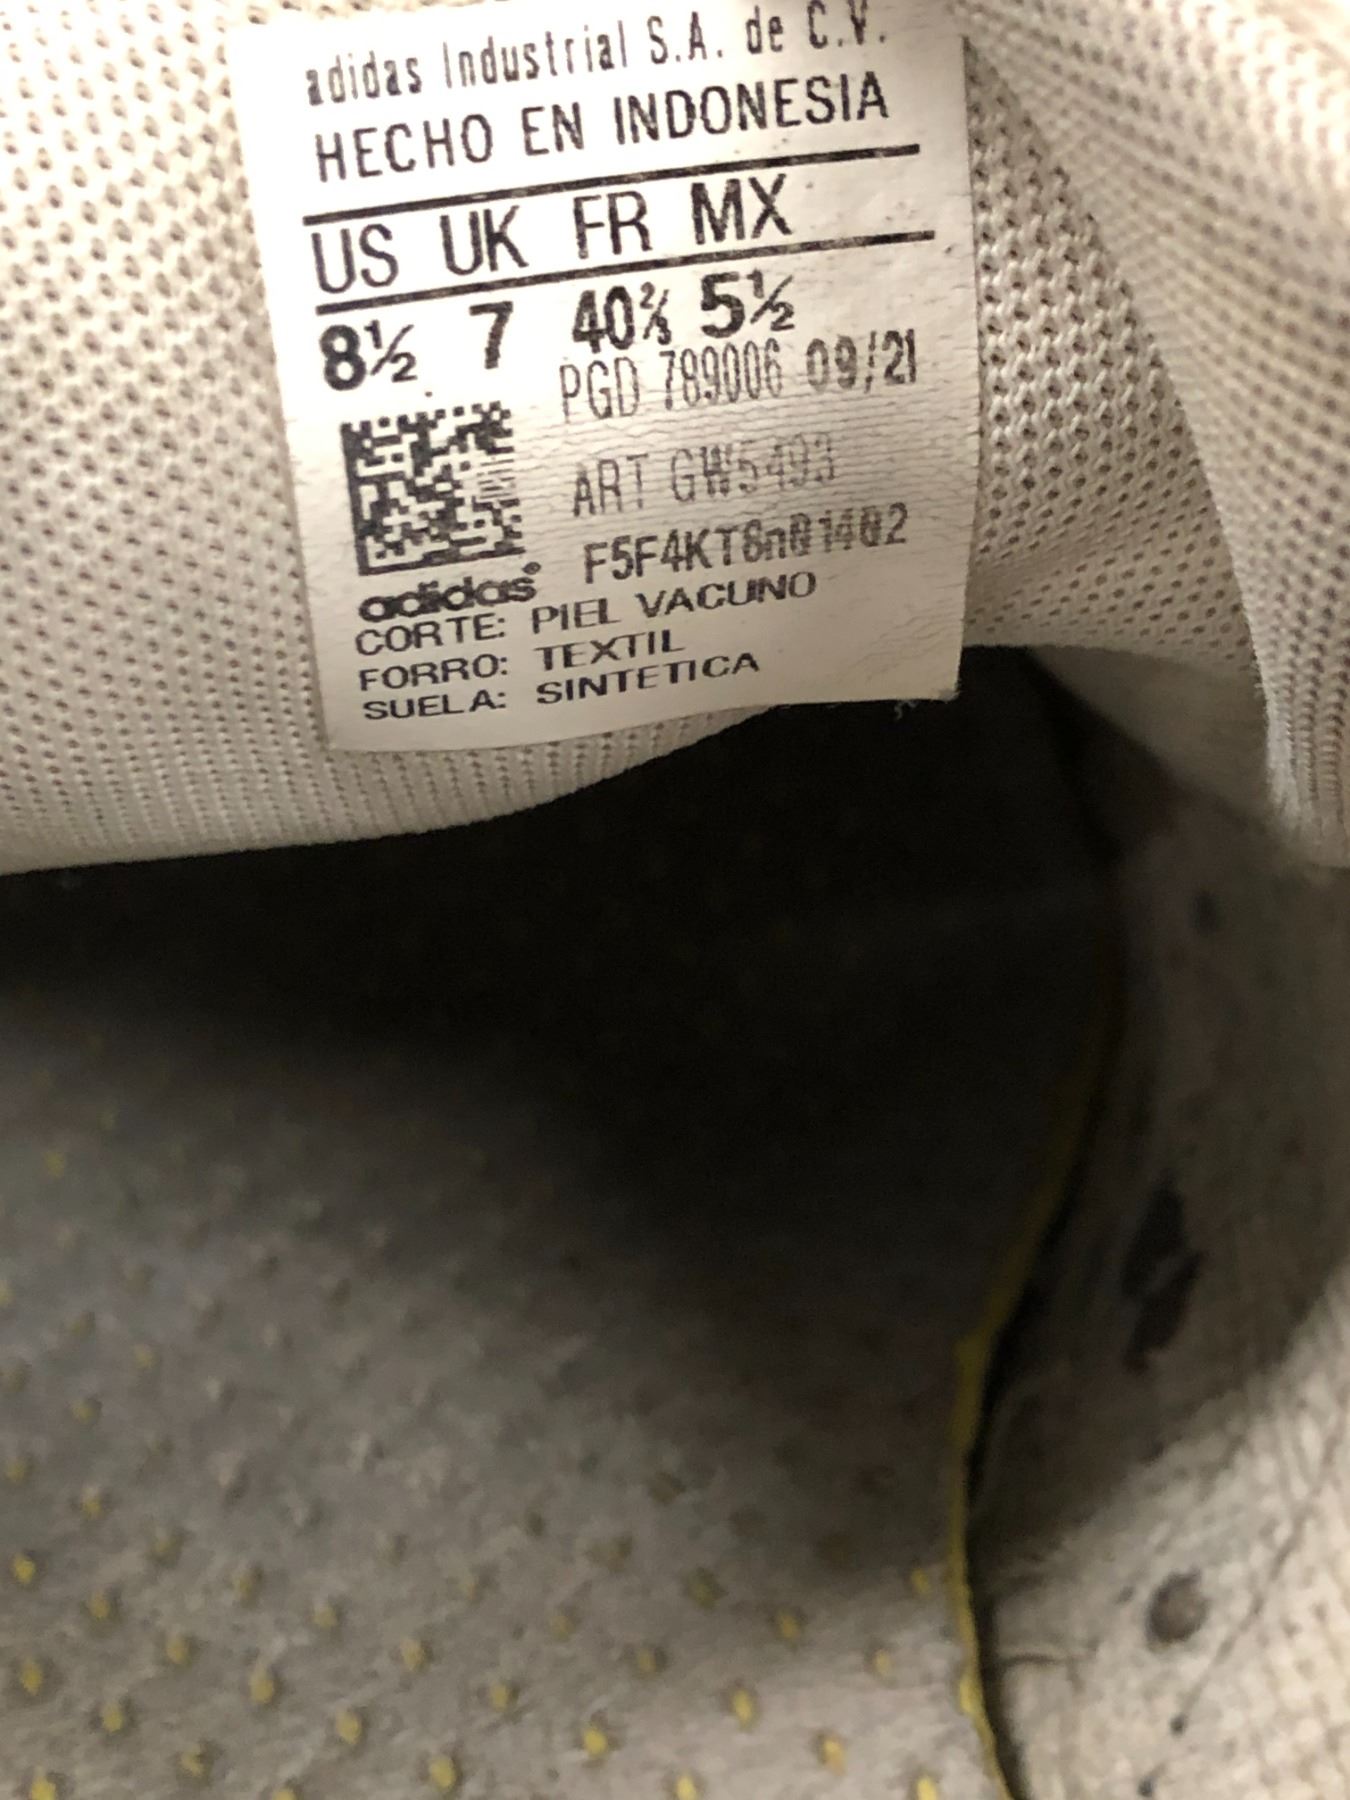 adidas Industrial S.A. de C.V.
HECHO EN INDONESIA
US UK FR MX
8½ 7 40⅔ 5½
PGD 789006 09/21
ART GW5493
adidas
CORTE: PIEL VACUNO
FORRO: TEXTIL
SUELA: SINTETICA